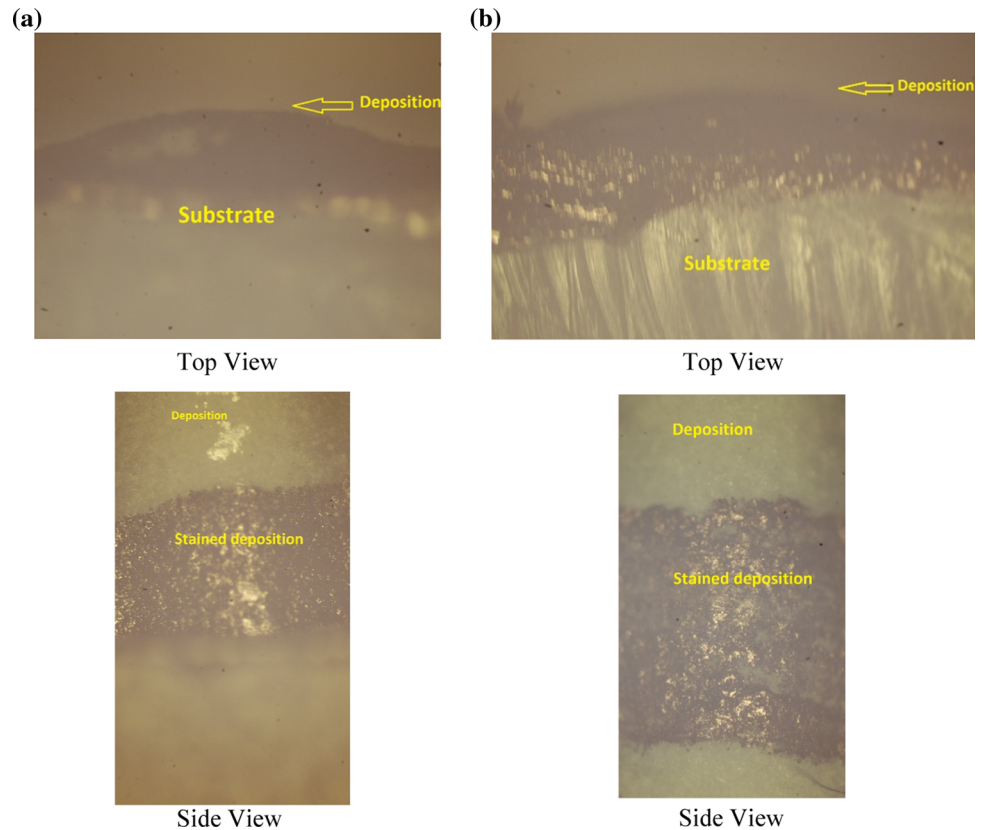 (a)
(b)
Deposition
Substrate
Top View
Deposition
Substrate
Top View
Deposition
Stained deposition
Side View
Deposition
Stained deposition
Side View